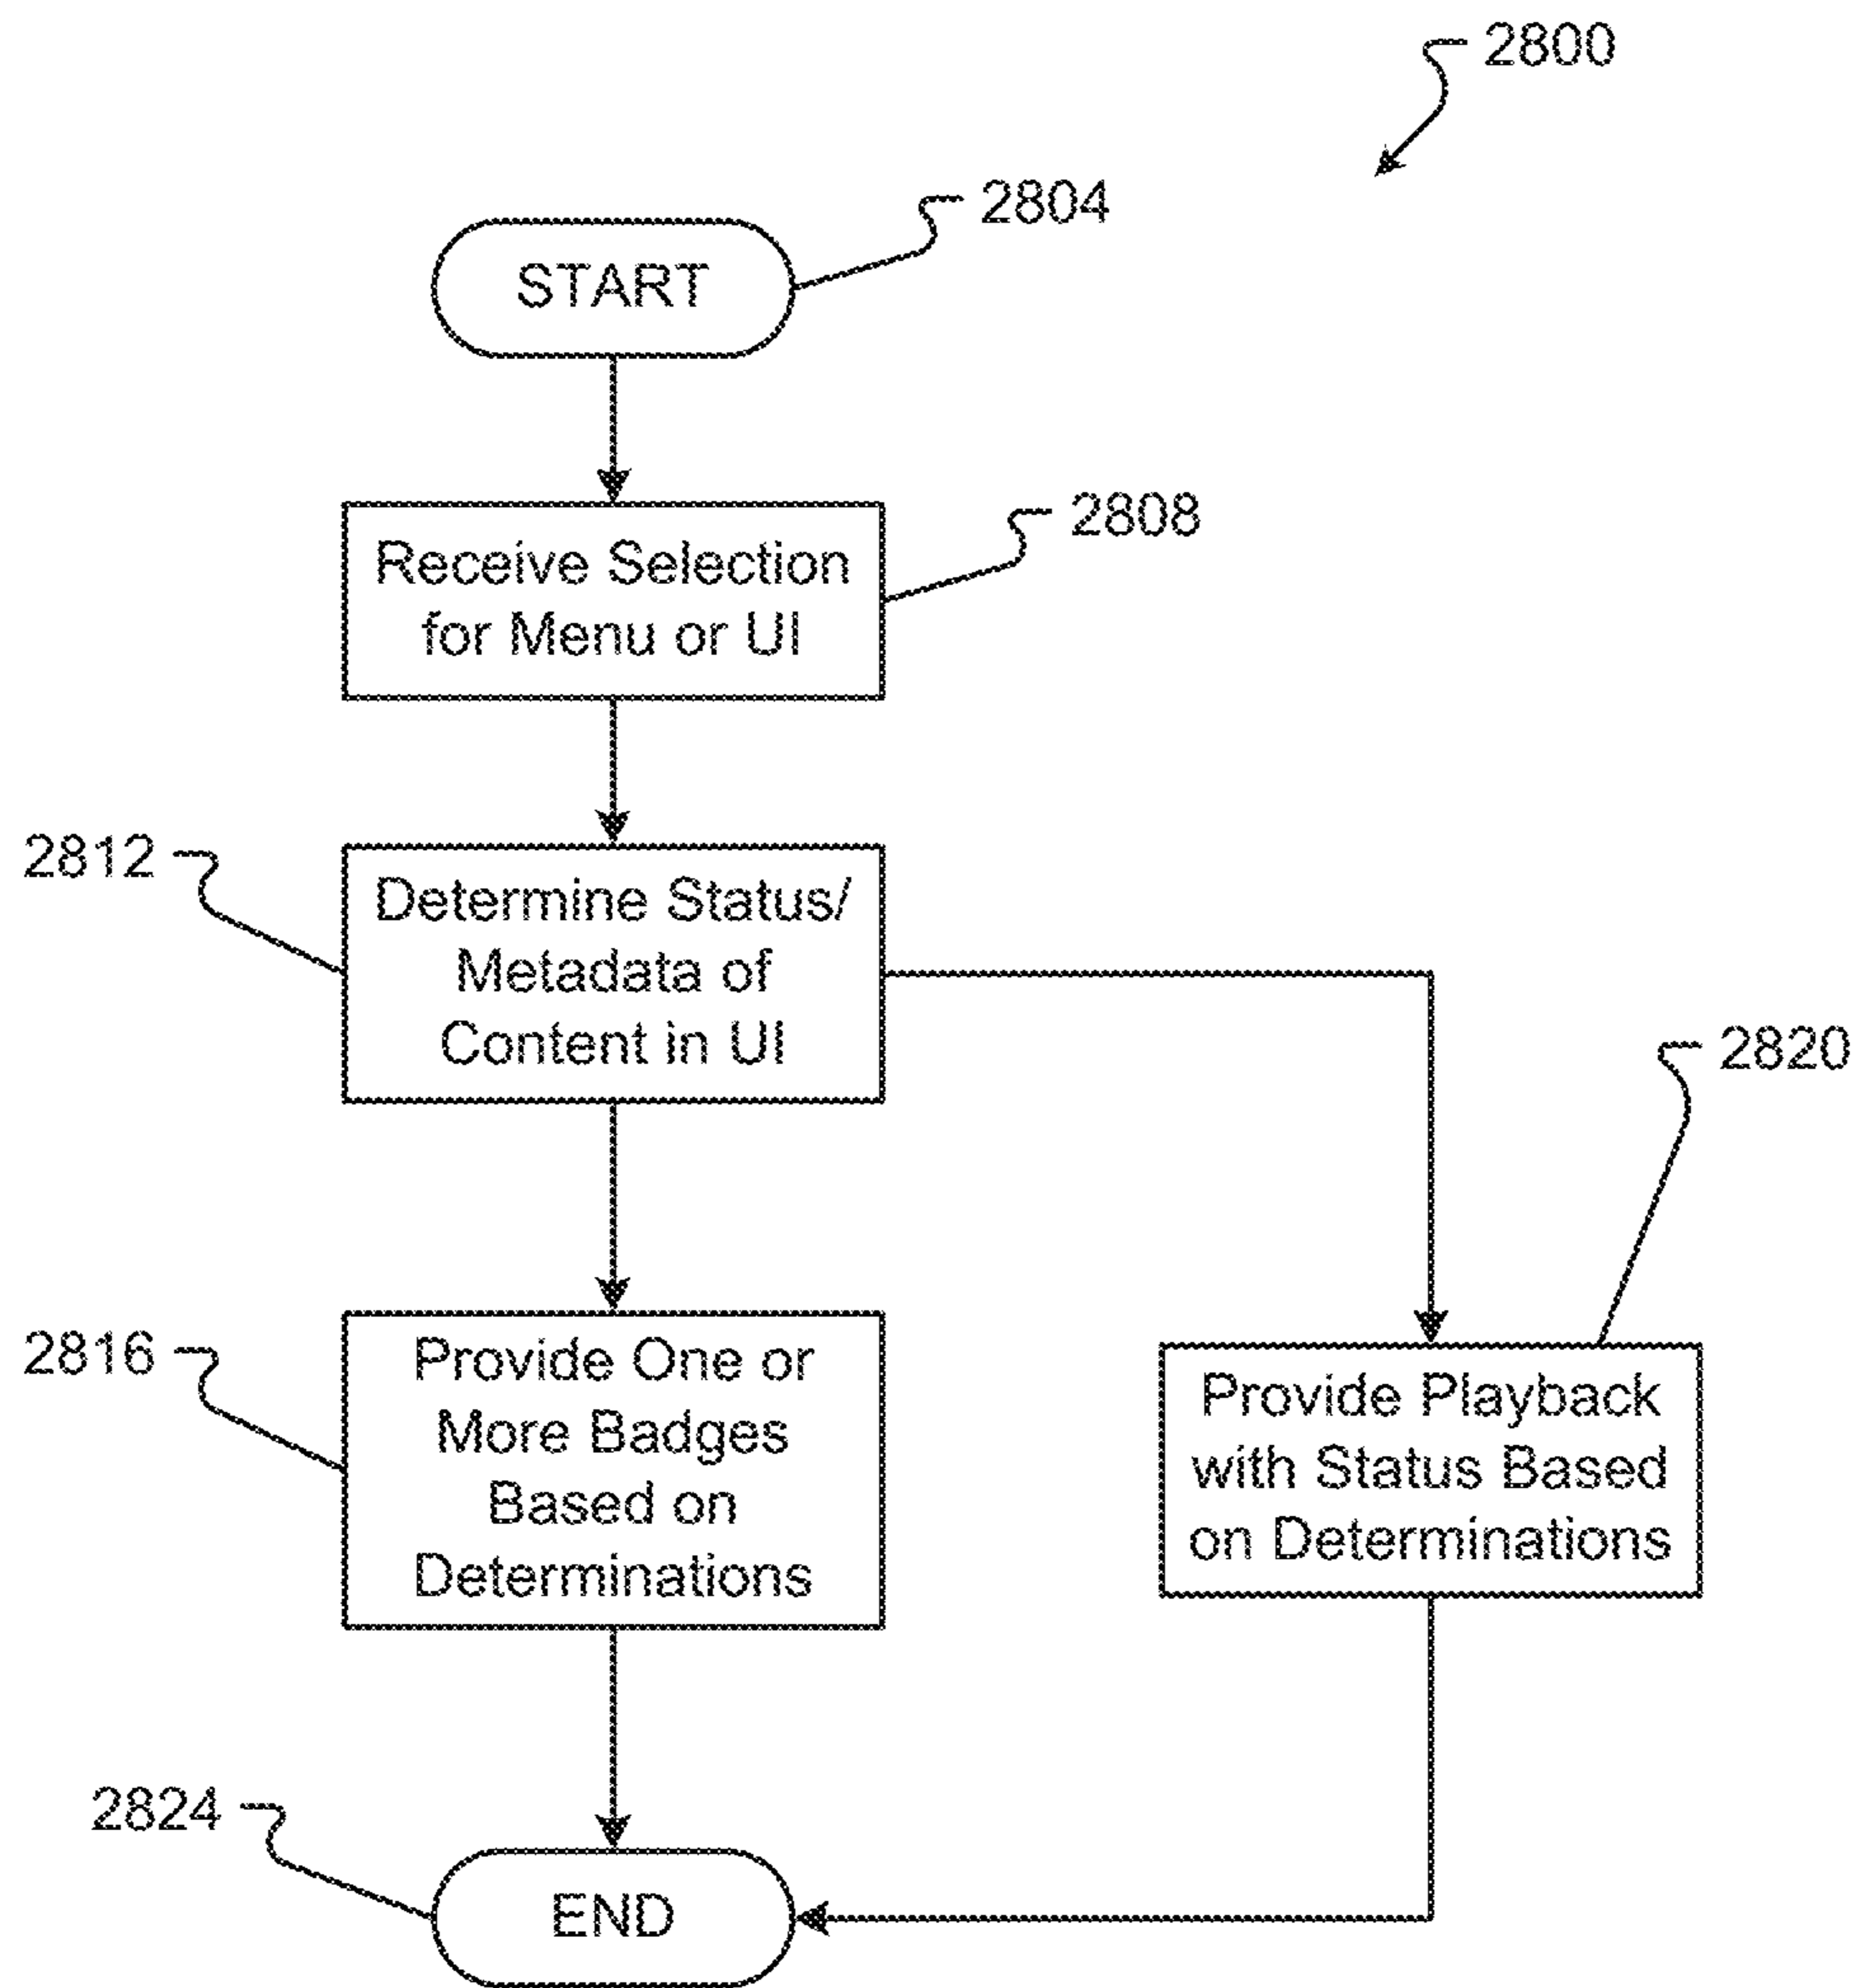 2800
2804
START
2808
Receive Selection
for Menu or UI
2812
Determine Status/
Metadata of
Content in UI
2820
2816
Provide One or
More Badges
Based on
Determinations
Provide Playback
with Status Based
on Determinations
2824
END